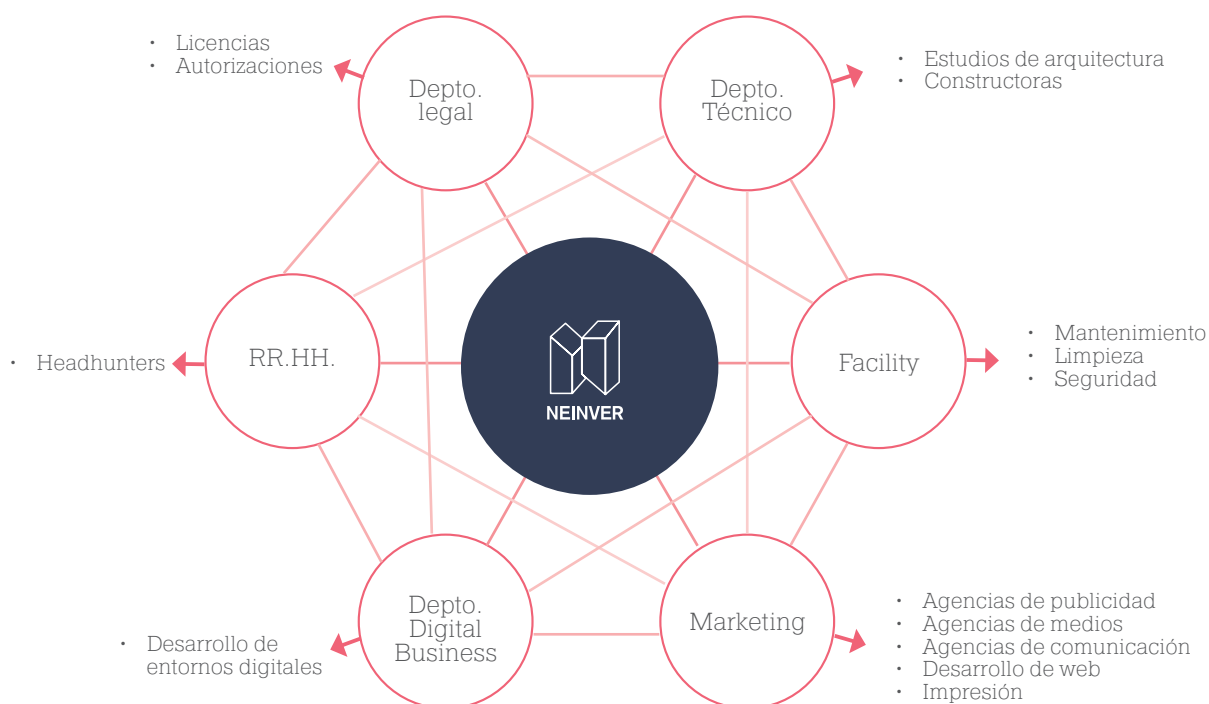 · Licencias
· Autorizaciones
Depto.
legal
Depto.
Técnico
· Estudios de arquitectura
· Constructoras
· Headhunters
RR.HH.
NEINVER
Facility
· Mantenimiento
· Limpieza
· Seguridad
· Desarrollo de
entornos digitales
Depto.
Digital
Business
Marketing
· Agencias de publicidad
· Agencias de medios
· Agencias de comunicación
· Desarrollo de web
· Impresión